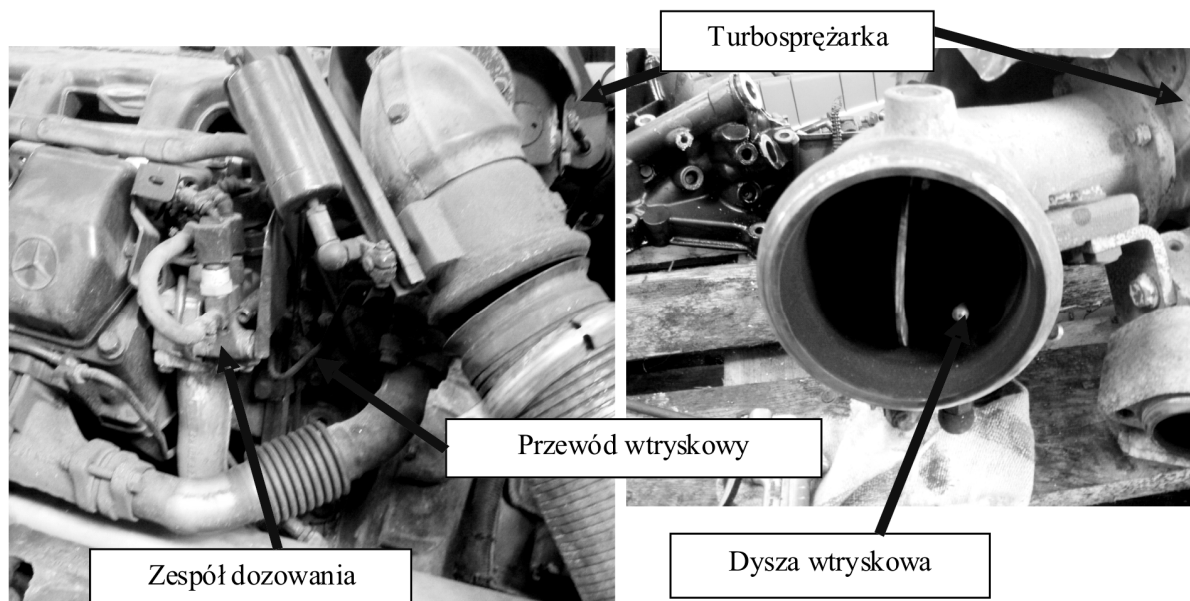 Turbosprężarka
Przewód wtryskowy
Zespół dozowania
Dysza wtryskowa